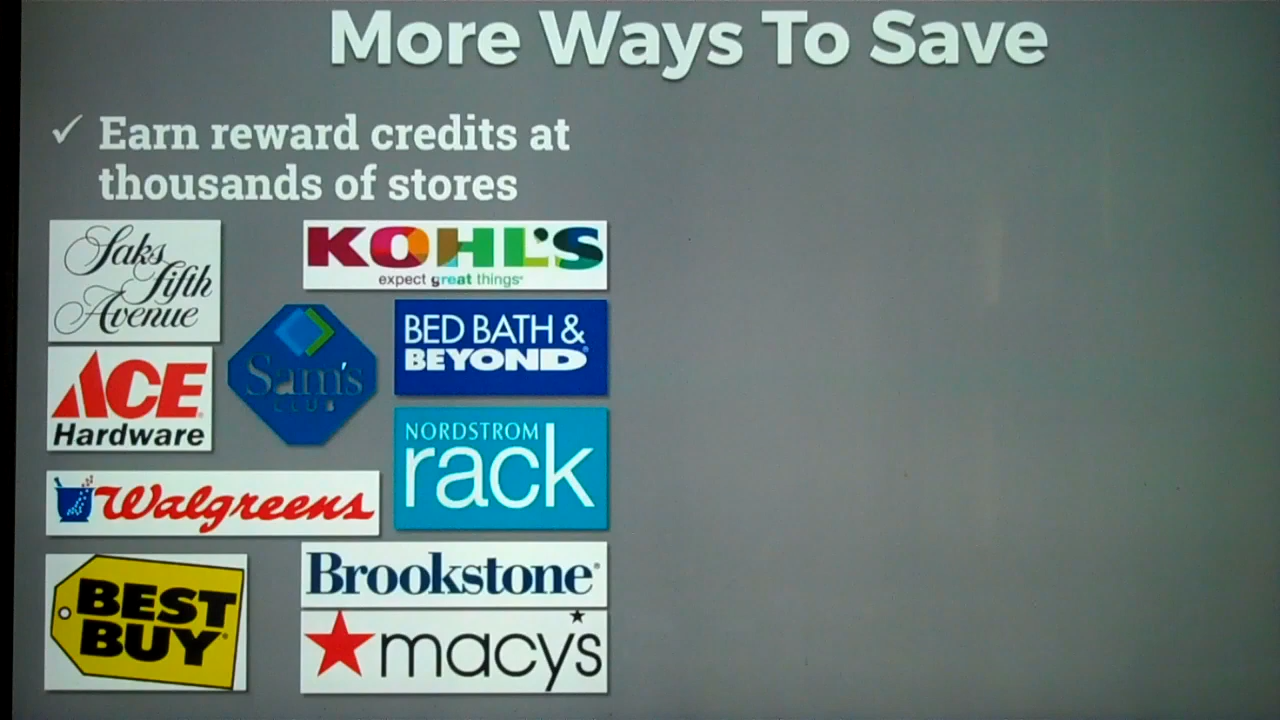 More Ways To Save
✓ Earn reward credits at
thousands of stores
Saks
Fifth
Avenue
KOHL'S
expect great things
ACE
Hardware
Sam's
CLUB
BED BATH &
BEYOND
NORDSTROM
rack
Walgreens
BEST
BUY
Brookstone
macy's